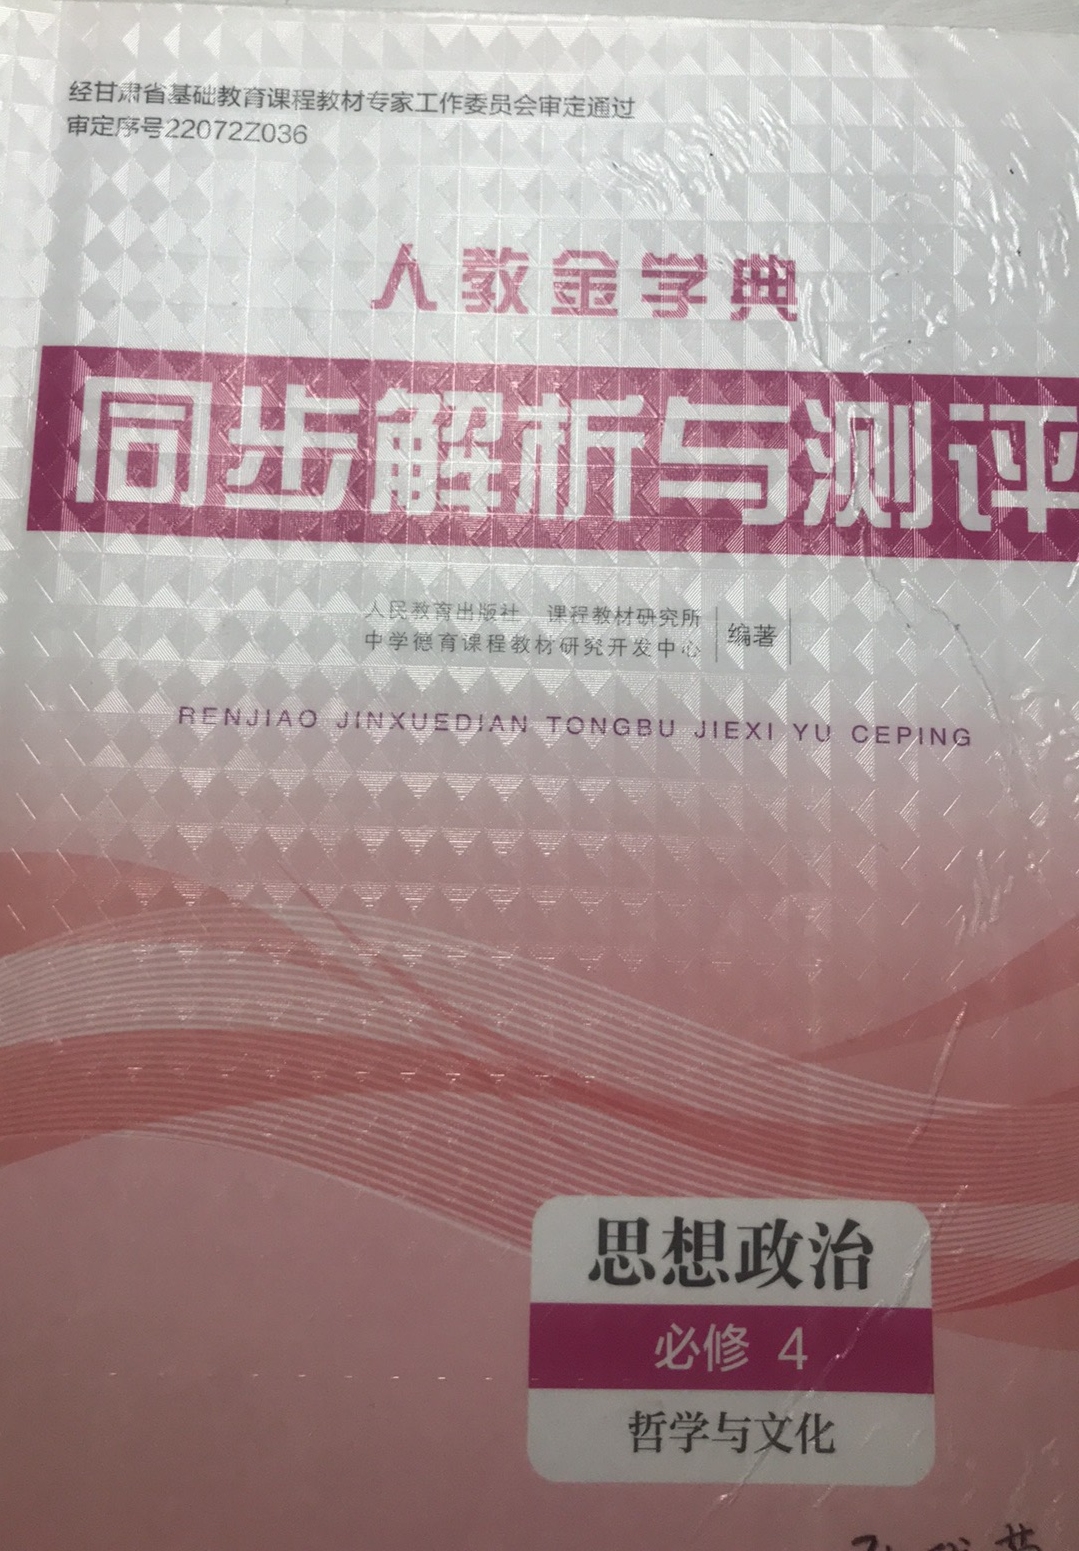 经甘肃省基础教育课程教材专家工作委员会审定通过
审定序号22072Z036
人教金学典
同步解析与测评
人民教育出版社 课程教材研究所
中学德育课程教材研究开发中心
编著
RENJIAO JINXUEDIAN TONGBU JIEXI YU CEPING
思想政治
必修 4
哲学与文化